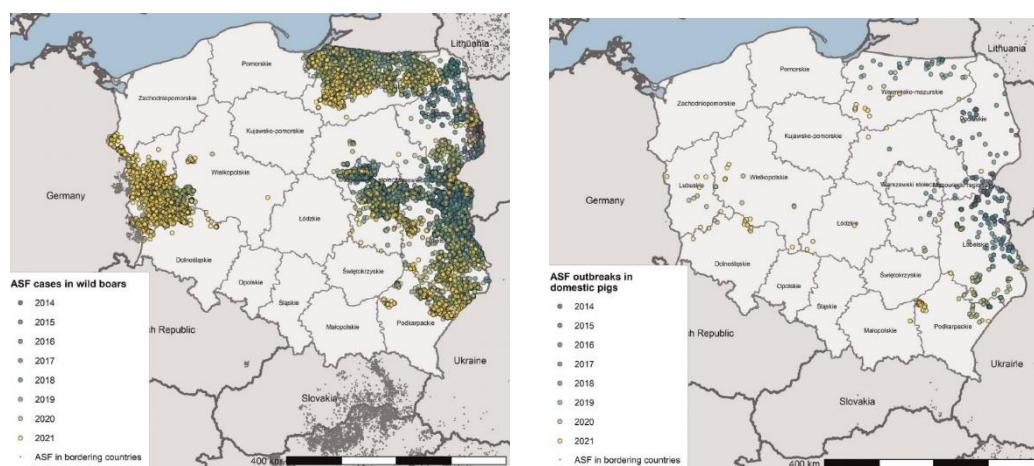 Lithuania
Pomorskie
Zachodniopomorskie
Kujawsko-pomorskie
Wielkopolskie
Germany
Łódzkie
Dolnośląskie
Świętokrzyskie
Opolskie
Śląskie
Małopolskie
Podkarpackie
ch Republic
Ukraine
Slovakia
400 km
ASF cases in wild boars
2014
2015
2016
2017
2018
2019
2020
2021
ASF in bordering countries
Lithuania
Pomorskie
Warmińsko-mazurskie
Zachodniopomorskie
Podlaskie
Kujawsko-pomorskie
Wielkopolskie
Lubuskie
Warszawski stołeczny
Germany
Łódzkie
Lubelskie
Dolnośląskie
Świętokrzyskie
Opolskie
Śląskie
Małopolskie
Podkarpackie
ch Republic
Ukraine
Slovakia
400 km
ASF outbreaks in
domestic pigs
2014
2015
2016
2017
2018
2019
2020
2021
ASF in bordering countries